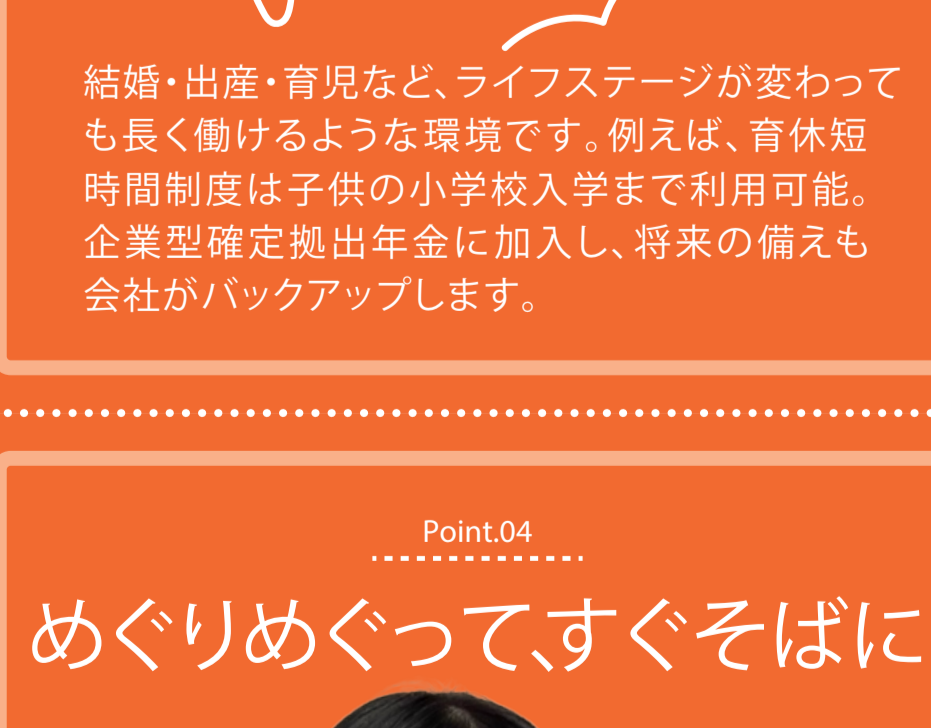 結婚・出産・育児など、ライフステージが変わって
も長く働けるような環境です。例えば、育休短
時間制度は子供の小学校入学まで利用可能。
企業型確定拠出年金に加入し、将来の備えも
会社がバックアップします。
Point.04
めぐりめぐって、すぐそばに